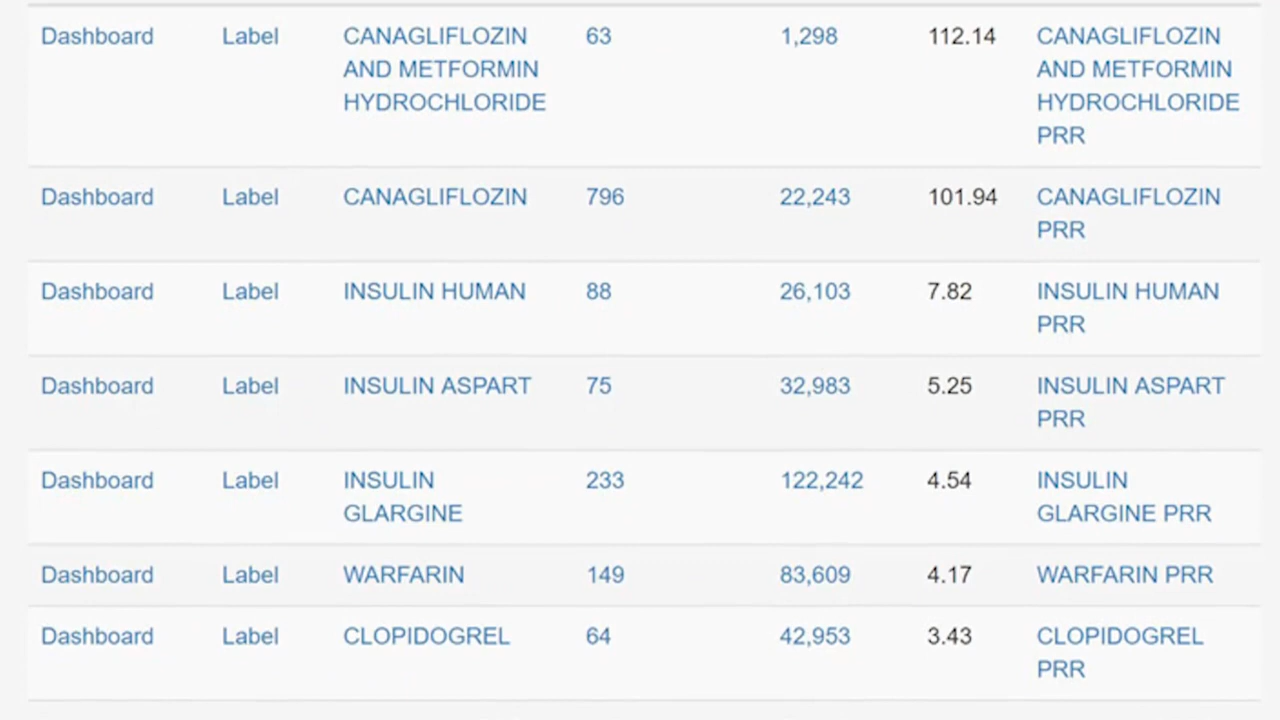 Dashboard Label CANAGLIFLOZIN 63 1,298 112.14 CANAGLIFLOZIN
AND METFORMIN AND METFORMIN
HYDROCHLORIDE HYDROCHLORIDE
PRR
Dashboard Label CANAGLIFLOZIN 796 22,243 101.94 CANAGLIFLOZIN
PRR
Dashboard Label INSULIN HUMAN 88 26,103 7.82 INSULIN HUMAN
PRR
Dashboard Label INSULIN ASPART 75 32,983 5.25 INSULIN ASPART
PRR
Dashboard Label INSULIN 233 122,242 4.54 INSULIN
GLARGINE GLARGINE PRR
Dashboard Label WARFARIN 149 83,609 4.17 WARFARIN PRR
Dashboard Label CLOPIDOGREL 64 42,953 3.43 CLOPIDOGREL
PRR